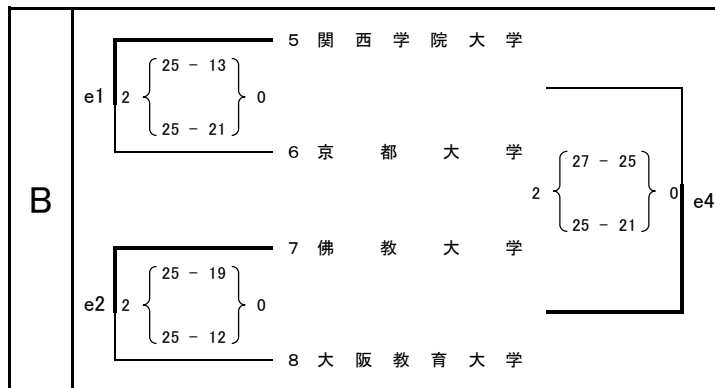 5 関西学院大学
25 - 13
e1 2 0
25 - 21
6 京都大学
27 - 25
B
2 0 e4
25 - 21
7 佛教大学
25 - 19
e2 2 0
25 - 12
8 大阪教育大学